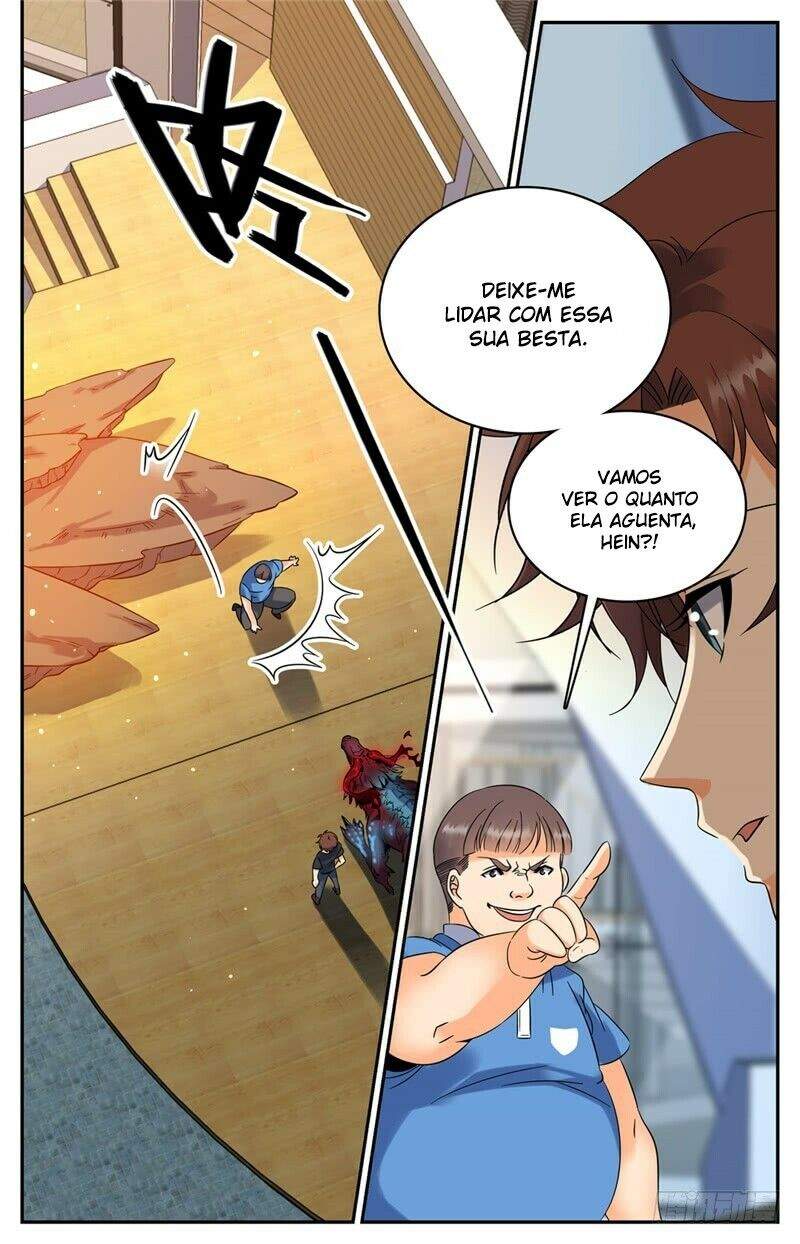 DEIXE-ME
LIDAR COM ESSA
SUA BESTA.
VAMOS
VER O QUANTO
ELA AGUENTA,
HEIN?!